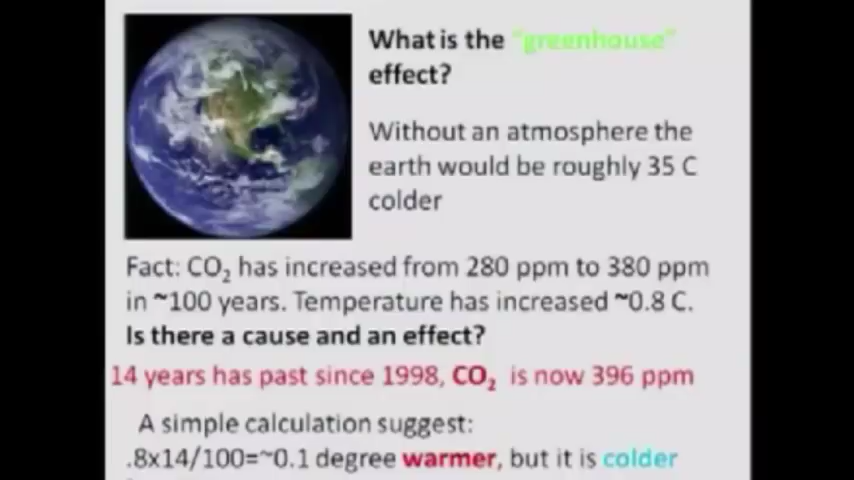 What is the "greenhouse"
effect?
Without an atmosphere the
earth would be roughly 35 C
colder
Fact: CO₂ has increased from 280 ppm to 380 ppm
in ~100 years. Temperature has increased ~0.8 C.
Is there a cause and an effect?
14 years has past since 1998, CO₂ is now 396 ppm
A simple calculation suggest:
.8x14/100=~0.1 degree warmer, but it is colder